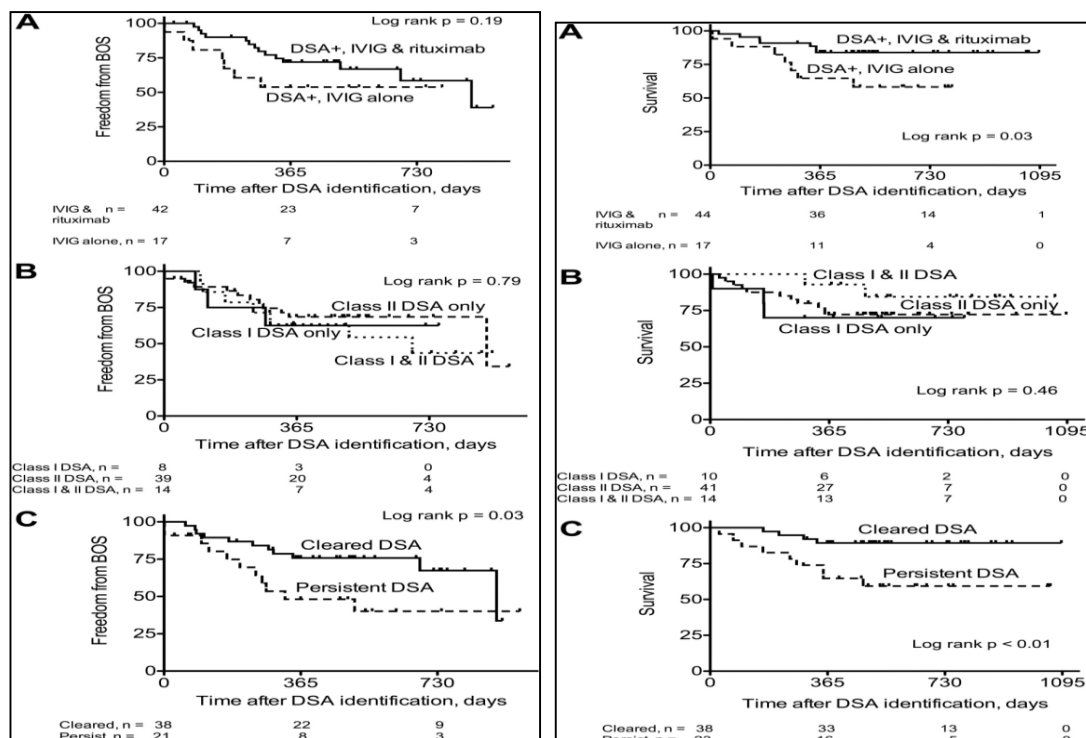 A
Log rank p = 0.19
100
75
50
25
0
Freedom from BOS
DSA+, IVIG & rituximab
DSA+, IVIG alone
365
730
Time after DSA identification, days
IVIG & n = 42 23 7
rituximab
IVIG alone, n = 17 7 3
B
Log rank p = 0.79
100
75
50
25
0
Freedom from BOS
Class II DSA only
Class I DSA only
Class I & II DSA
365
730
Time after DSA identification, days
Class I DSA, n = 8 3 0
Class II DSA, n = 39 20 4
Class I & II DSA, n = 14 7 4
C
Log rank p = 0.03
100
75
50
25
0
Freedom from BOS
Cleared DSA
Persistent DSA
365
730
Time after DSA identification, days
Cleared, n = 38 22 9
Persist, n = 21 8 3
A
100
75
50
25
0
Survival
DSA+, IVIG & rituximab
DSA+, IVIG alone
Log rank p = 0.03
0 365 730 1095
Time after DSA identification, days
IVIG & n = 44 36 14 1
rituximab
IVIG alone, n = 17 11 4 0
B
100
75
50
25
0
Survival
Class I & II DSA
Class II DSA only
Class I DSA only
Log rank p = 0.46
0 365 730 1095
Time after DSA identification, days
Class I DSA, n = 10 6 2 0
Class II DSA, n = 41 27 7 0
Class I & II DSA, n = 14 13 7 0
C
100
75
50
25
0
Survival
Cleared DSA
Persistent DSA
Log rank p < 0.01
0 365 730 1095
Time after DSA identification, days
Cleared, n = 38 33 13 0